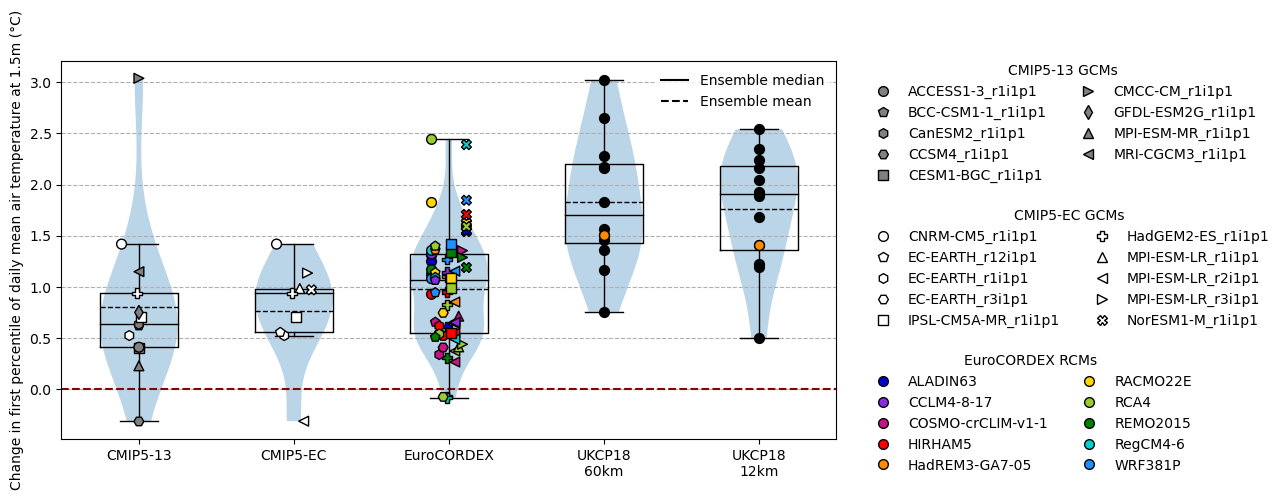 Change in first percentile of daily mean air temperature at 1.5m (°C)
3.0
2.5
2.0
1.5
1.0
0.5
0.0
Ensemble median
Ensemble mean
CMIP5-13
CMIP5-EC
EuroCORDEX
UKCP18
60km
UKCP18
12km
CMIP5-13 GCMs
ACCESS1-3_r1i1p1
BCC-CSM1-1_r1i1p1
CanESM2_r1i1p1
CCSM4_r1i1p1
CESM1-BGC_r1i1p1
CMCC-CM_r1i1p1
GFDL-ESM2G_r1i1p1
MPI-ESM-MR_r1i1p1
MRI-CGCM3_r1i1p1
CMIP5-EC GCMs
CNRM-CM5_r1i1p1
EC-EARTH_r12i1p1
EC-EARTH_r1i1p1
EC-EARTH_r3i1p1
IPSL-CM5A-MR_r1i1p1
HadGEM2-ES_r1i1p1
MPI-ESM-LR_r1i1p1
MPI-ESM-LR_r2i1p1
MPI-ESM-LR_r3i1p1
NorESM1-M_r1i1p1
EuroCORDEX RCMs
ALADIN63
CCLM4-8-17
COSMO-crCLIM-v1-1
HIRHAM5
HadREM3-GA7-05
RACMO22E
RCA4
REMO2015
RegCM4-6
WRF381P